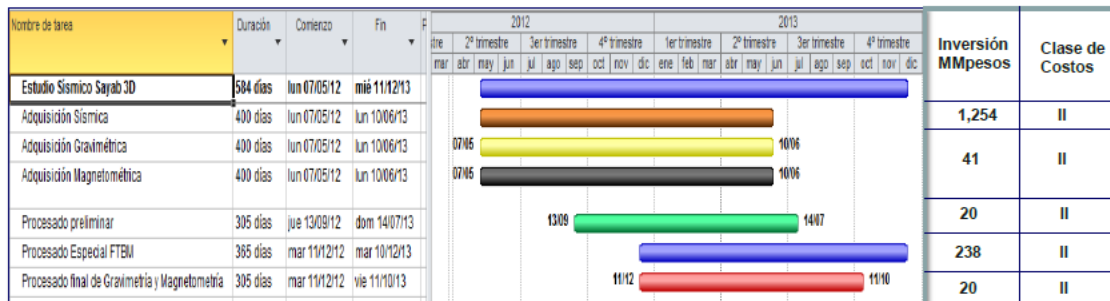 Nombre de tarea Duración Comienzo Fin P 2012 2013 Inversión MMpesos Clase de Costos
stre 2º trimestre 3er trimestre 4º trimestre 1er trimestre 2º trimestre 3er trimestre 4º trimestre
mar abr may jun jul ago sep oct nov dic ene feb mar abr may jun jul ago sep oct nov dic
Estudio Sísmico Sayab 3D 584 días lun 07/05/12 mié 11/12/13
Adquisición Sísmica 400 días lun 07/05/12 lun 10/06/13 1,254 II
Adquisición Gravimétrica 400 días lun 07/05/12 lun 10/06/13 07/05 10/06 41 II
Adquisición Magnetométrica 400 días lun 07/05/12 lun 10/06/13 07/05 10/06
Procesado preliminar 305 días jue 13/09/12 dom 14/07/13 13/09 14/07 20 II
Procesado Especial FTBM 365 días mar 11/12/12 mar 10/12/13 238 II
Procesado final de Gravimetría y Magnetometría 305 días mar 11/12/12 vie 11/10/13 11/12 11/10 20 II